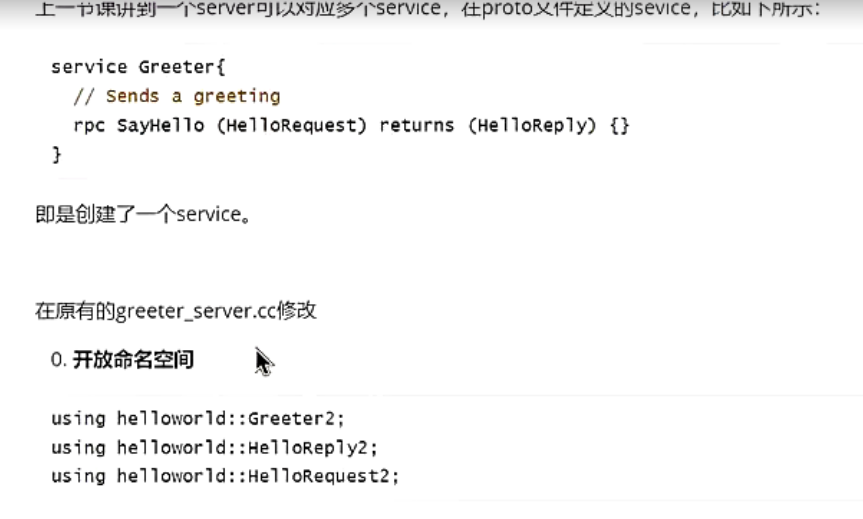 上一节课讲到一个server可以对应多个service，在proto文件定义的sevice，比如下所示：
service Greeter{
// Sends a greeting
rpc SayHello (HelloRequest) returns (HelloReply) {}
}
即是创建了一个service。
在原有的greeter_server.cc修改
0. 开放命名空间
using helloworld::Greeter2;
using helloworld::HelloReply2;
using helloworld::HelloRequest2;